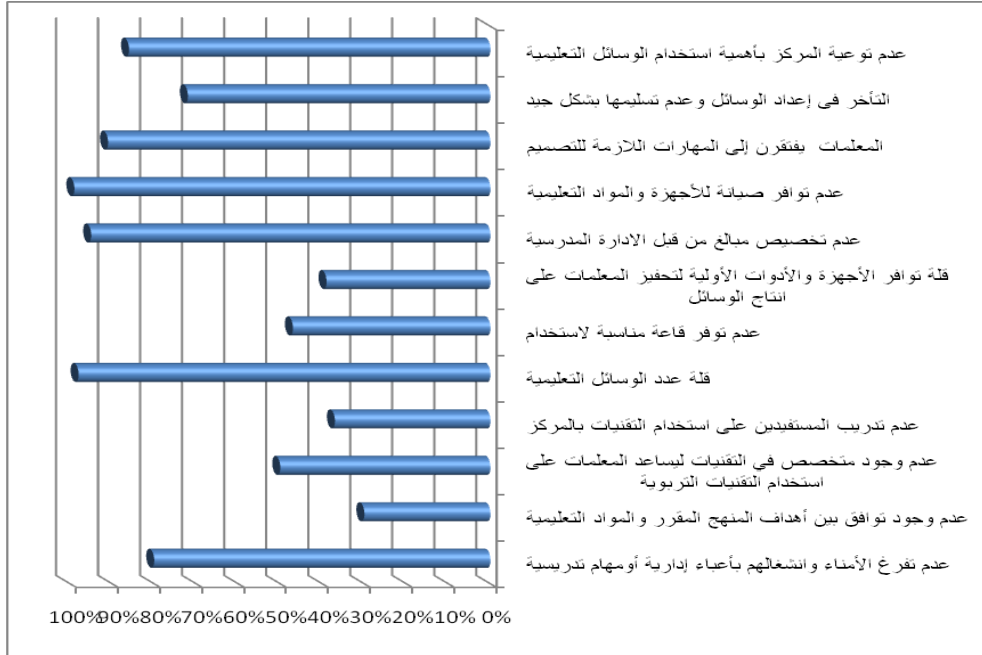 عدم توعية المركز بأهمية استخدام الوسائل التعليمية
التأخر فى إعداد الوسائل وعدم تسليمها بشكل جيد
المعلمات يفتقرن إلى المهارات اللازمة للتصميم
عدم توافر صيانة للأجهزة والمواد التعليمية
عدم تخصيص مبالغ من قبل الادارة المدرسية
قلة توافر الأجهزة والأدوات الأولية لتحفيز المعلمات على
انتاج الوسائل
عدم توفر قاعة مناسبة لاستخدام
قلة عدد الوسائل التعليمية
عدم تدريب المستفيدين على استخدام التقنيات بالمركز
عدم وجود متخصص في التقنيات ليساعد المعلمات على
استخدام التقنيات التربوية
عدم وجود توافق بين أهداف المنهج المقرر والمواد التعليمية
عدم تفرغ الأمناء وانشغالهم بأعباء إدارية أومهام تدريسية
100% 90% 80% 70% 60% 50% 40% 30% 20% 10% 0%